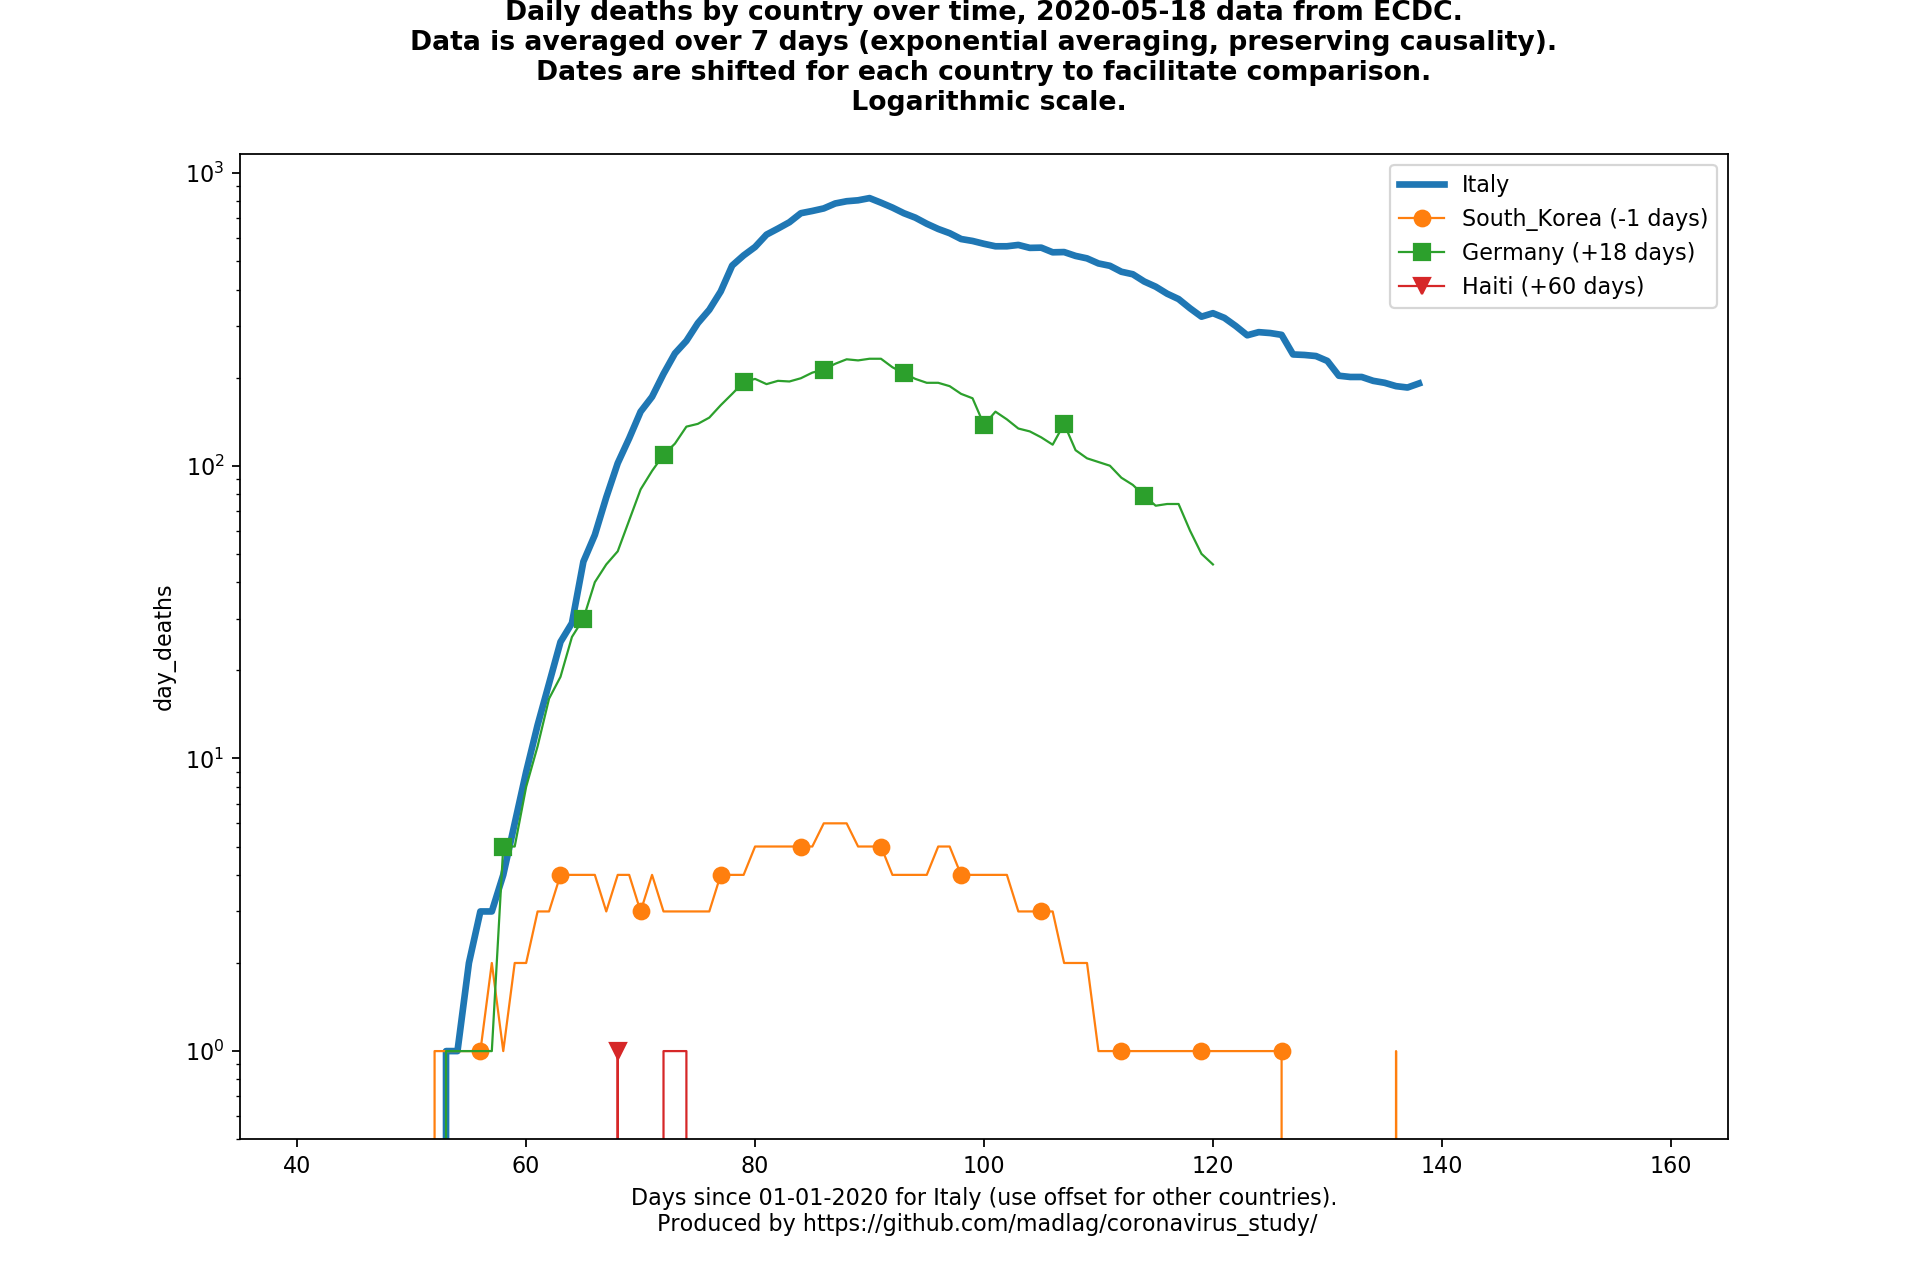 Daily deaths by country over time, 2020-05-18 data from ECDC.
Data is averaged over 7 days (exponential averaging, preserving causality).
Dates are shifted for each country to facilitate comparison.
Logarithmic scale.
10³
10²
10¹
10⁰
day_deaths
Italy
South_Korea (-1 days)
Germany (+18 days)
Haiti (+60 days)
40 60 80 100 120 140 160
Days since 01-01-2020 for Italy (use offset for other countries).
Produced by https://github.com/madlag/coronavirus_study/